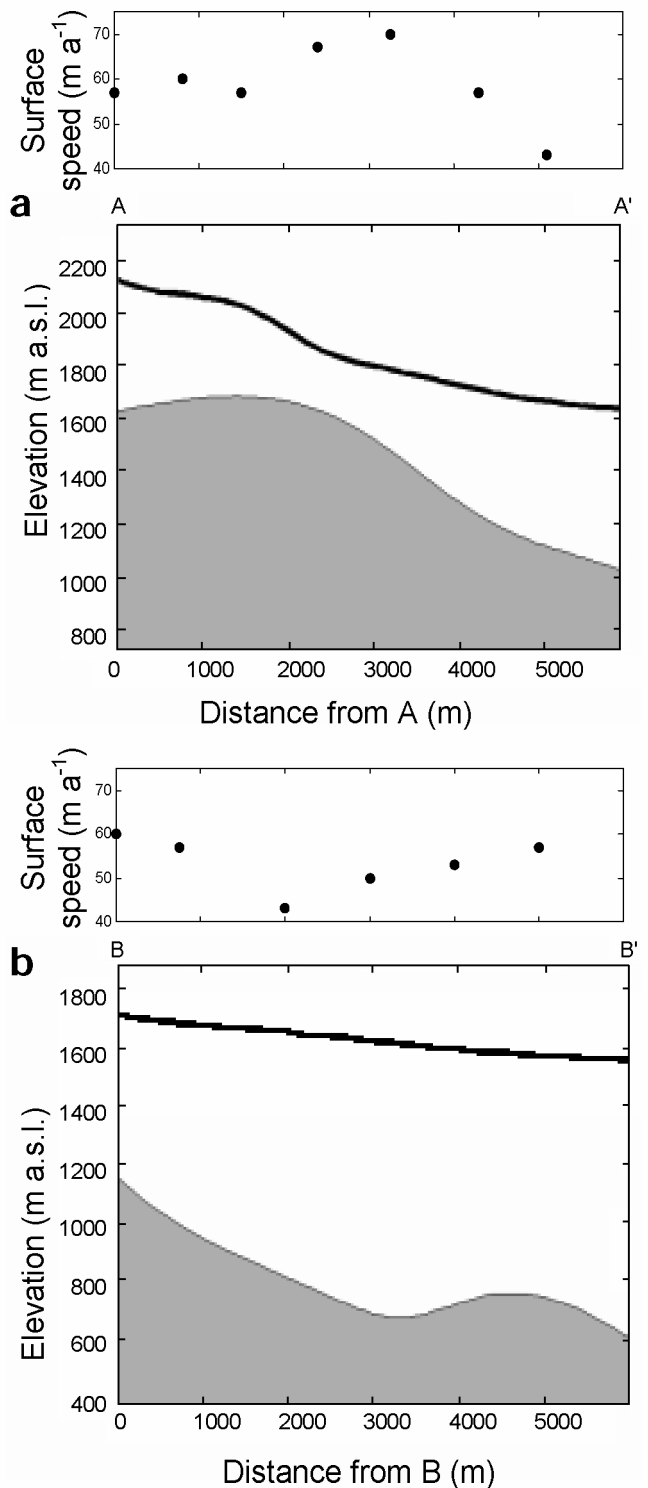 Surface
speed (m a⁻¹)
70
60
50
40
a
A A'
Elevation (m a.s.l.)
2200
2000
1800
1600
1400
1200
1000
800
0 1000 2000 3000 4000 5000
Distance from A (m)
Surface
speed (m a⁻¹)
70
60
50
40
b
B B'
Elevation (m a.s.l.)
1800
1600
1400
1200
1000
800
600
400
0 1000 2000 3000 4000 5000
Distance from B (m)